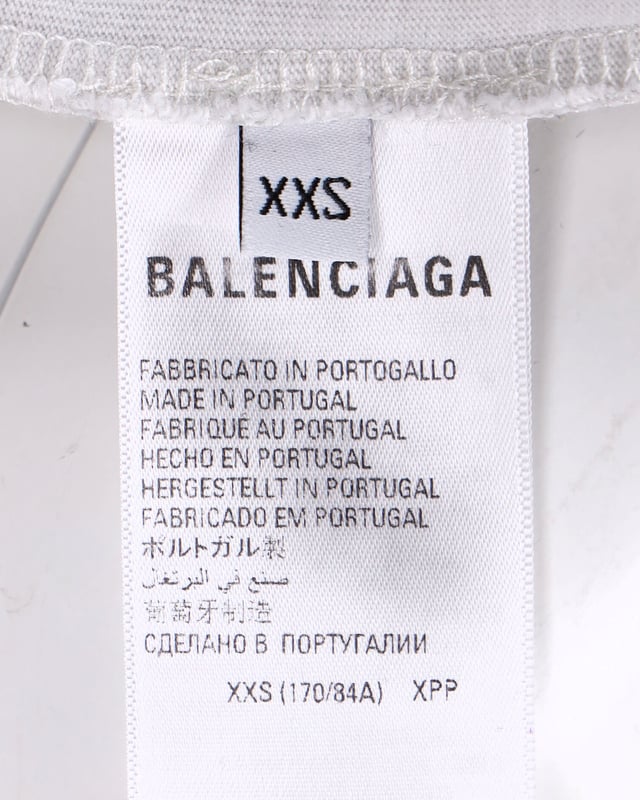 XXS
BALENCIAGA
FABBRICATO IN PORTOGALLO
MADE IN PORTUGAL
FABRIQUÉ AU PORTUGAL
HECHO EN PORTUGAL
HERGESTELLT IN PORTUGAL
FABRICADO EM PORTUGAL
ポルトガル製
صنع في البرتغال
葡萄牙制造
СДЕЛАНО В ПОРТУГАЛИИ
XXS (170/84A) XPP